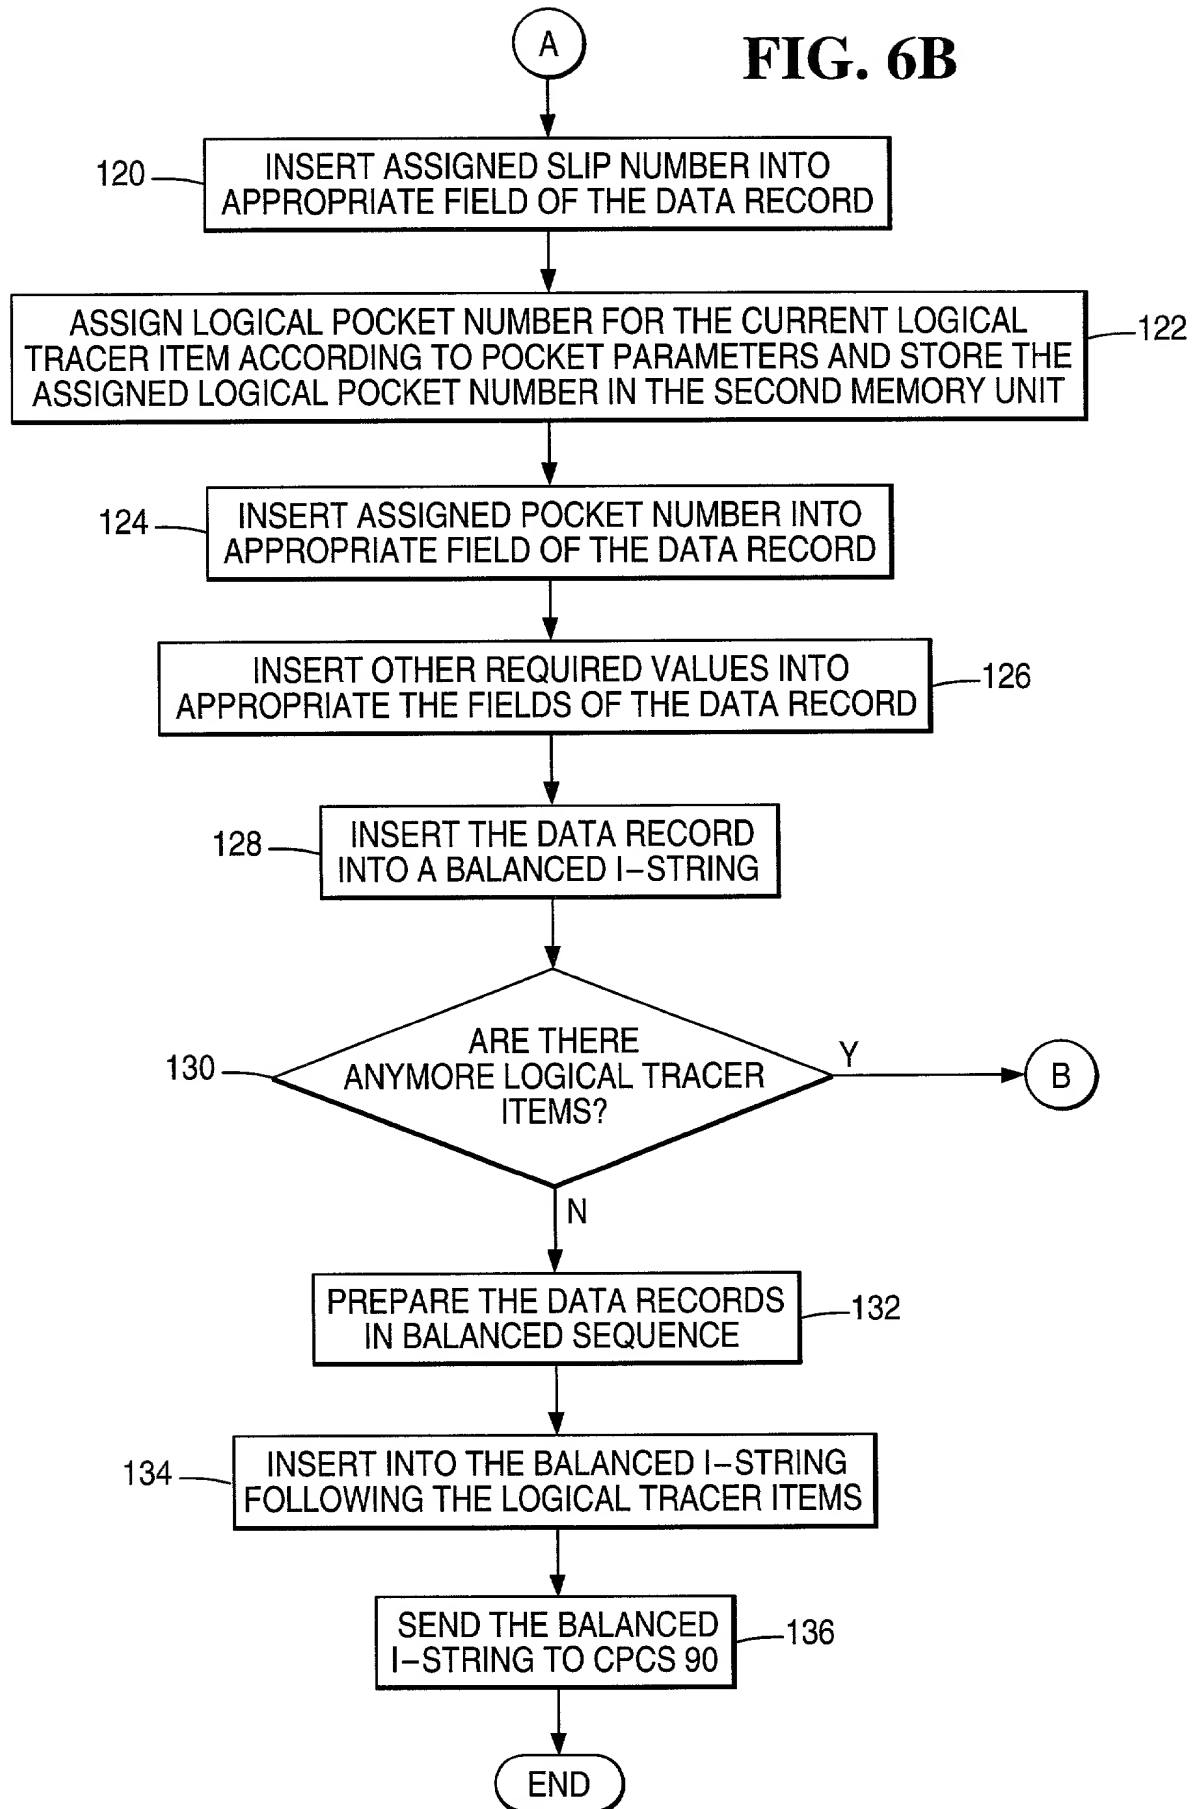 A
FIG. 6B
120
INSERT ASSIGNED SLIP NUMBER INTO
APPROPRIATE FIELD OF THE DATA RECORD
ASSIGN LOGICAL POCKET NUMBER FOR THE CURRENT LOGICAL
TRACER ITEM ACCORDING TO POCKET PARAMETERS AND STORE THE
ASSIGNED LOGICAL POCKET NUMBER IN THE SECOND MEMORY UNIT
122
124
INSERT ASSIGNED POCKET NUMBER INTO
APPROPRIATE FIELD OF THE DATA RECORD
INSERT OTHER REQUIRED VALUES INTO
APPROPRIATE THE FIELDS OF THE DATA RECORD
126
128
INSERT THE DATA RECORD
INTO A BALANCED I–STRING
130
ARE THERE
ANYMORE LOGICAL TRACER
ITEMS?
Y
B
N
PREPARE THE DATA RECORDS
IN BALANCED SEQUENCE
132
134
INSERT INTO THE BALANCED I–STRING
FOLLOWING THE LOGICAL TRACER ITEMS
SEND THE BALANCED
I–STRING TO CPCS 90
136
END